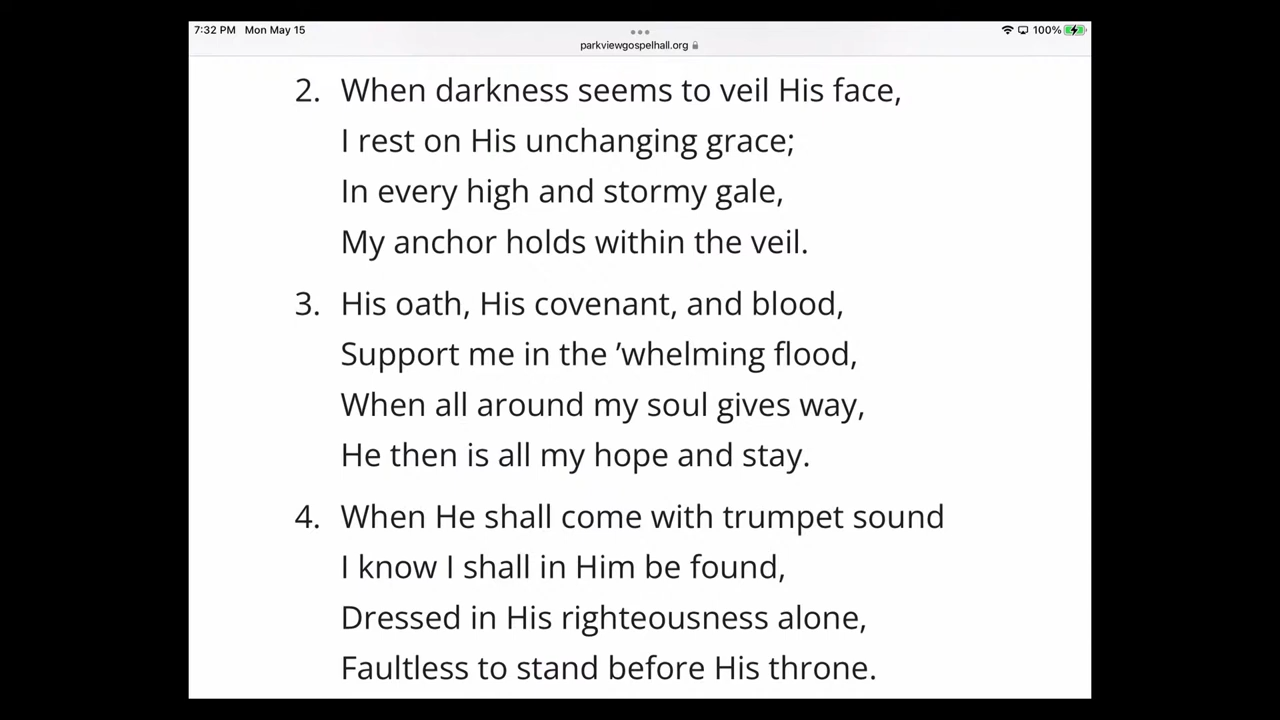 7:32 PM Mon May 15
100%
parkviewgospelhall.org
2. When darkness seems to veil His face,
I rest on His unchanging grace;
In every high and stormy gale,
My anchor holds within the veil.
3. His oath, His covenant, and blood,
Support me in the ’whelming flood,
When all around my soul gives way,
He then is all my hope and stay.
4. When He shall come with trumpet sound
I know I shall in Him be found,
Dressed in His righteousness alone,
Faultless to stand before His throne.